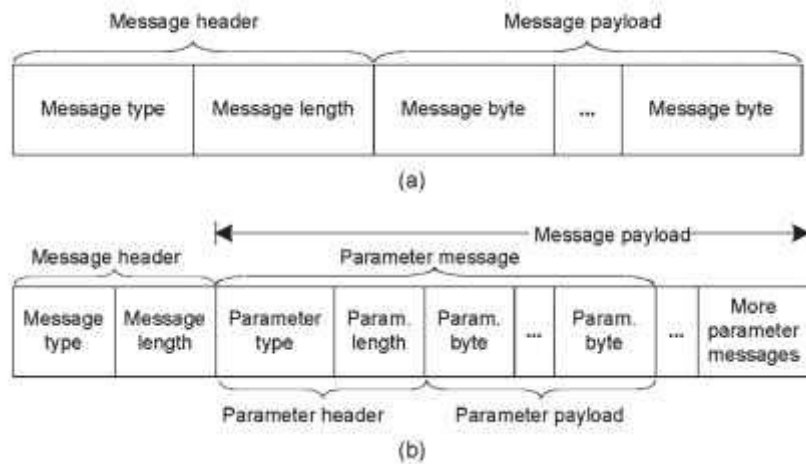 Message header Message payload
Message type Message length Message byte ... Message byte
(a)
Message payload
Message header Parameter message
Message type Message length Parameter type Param. length Param. byte ... Param. byte ... More parameter messages
Parameter header Parameter payload
(b)